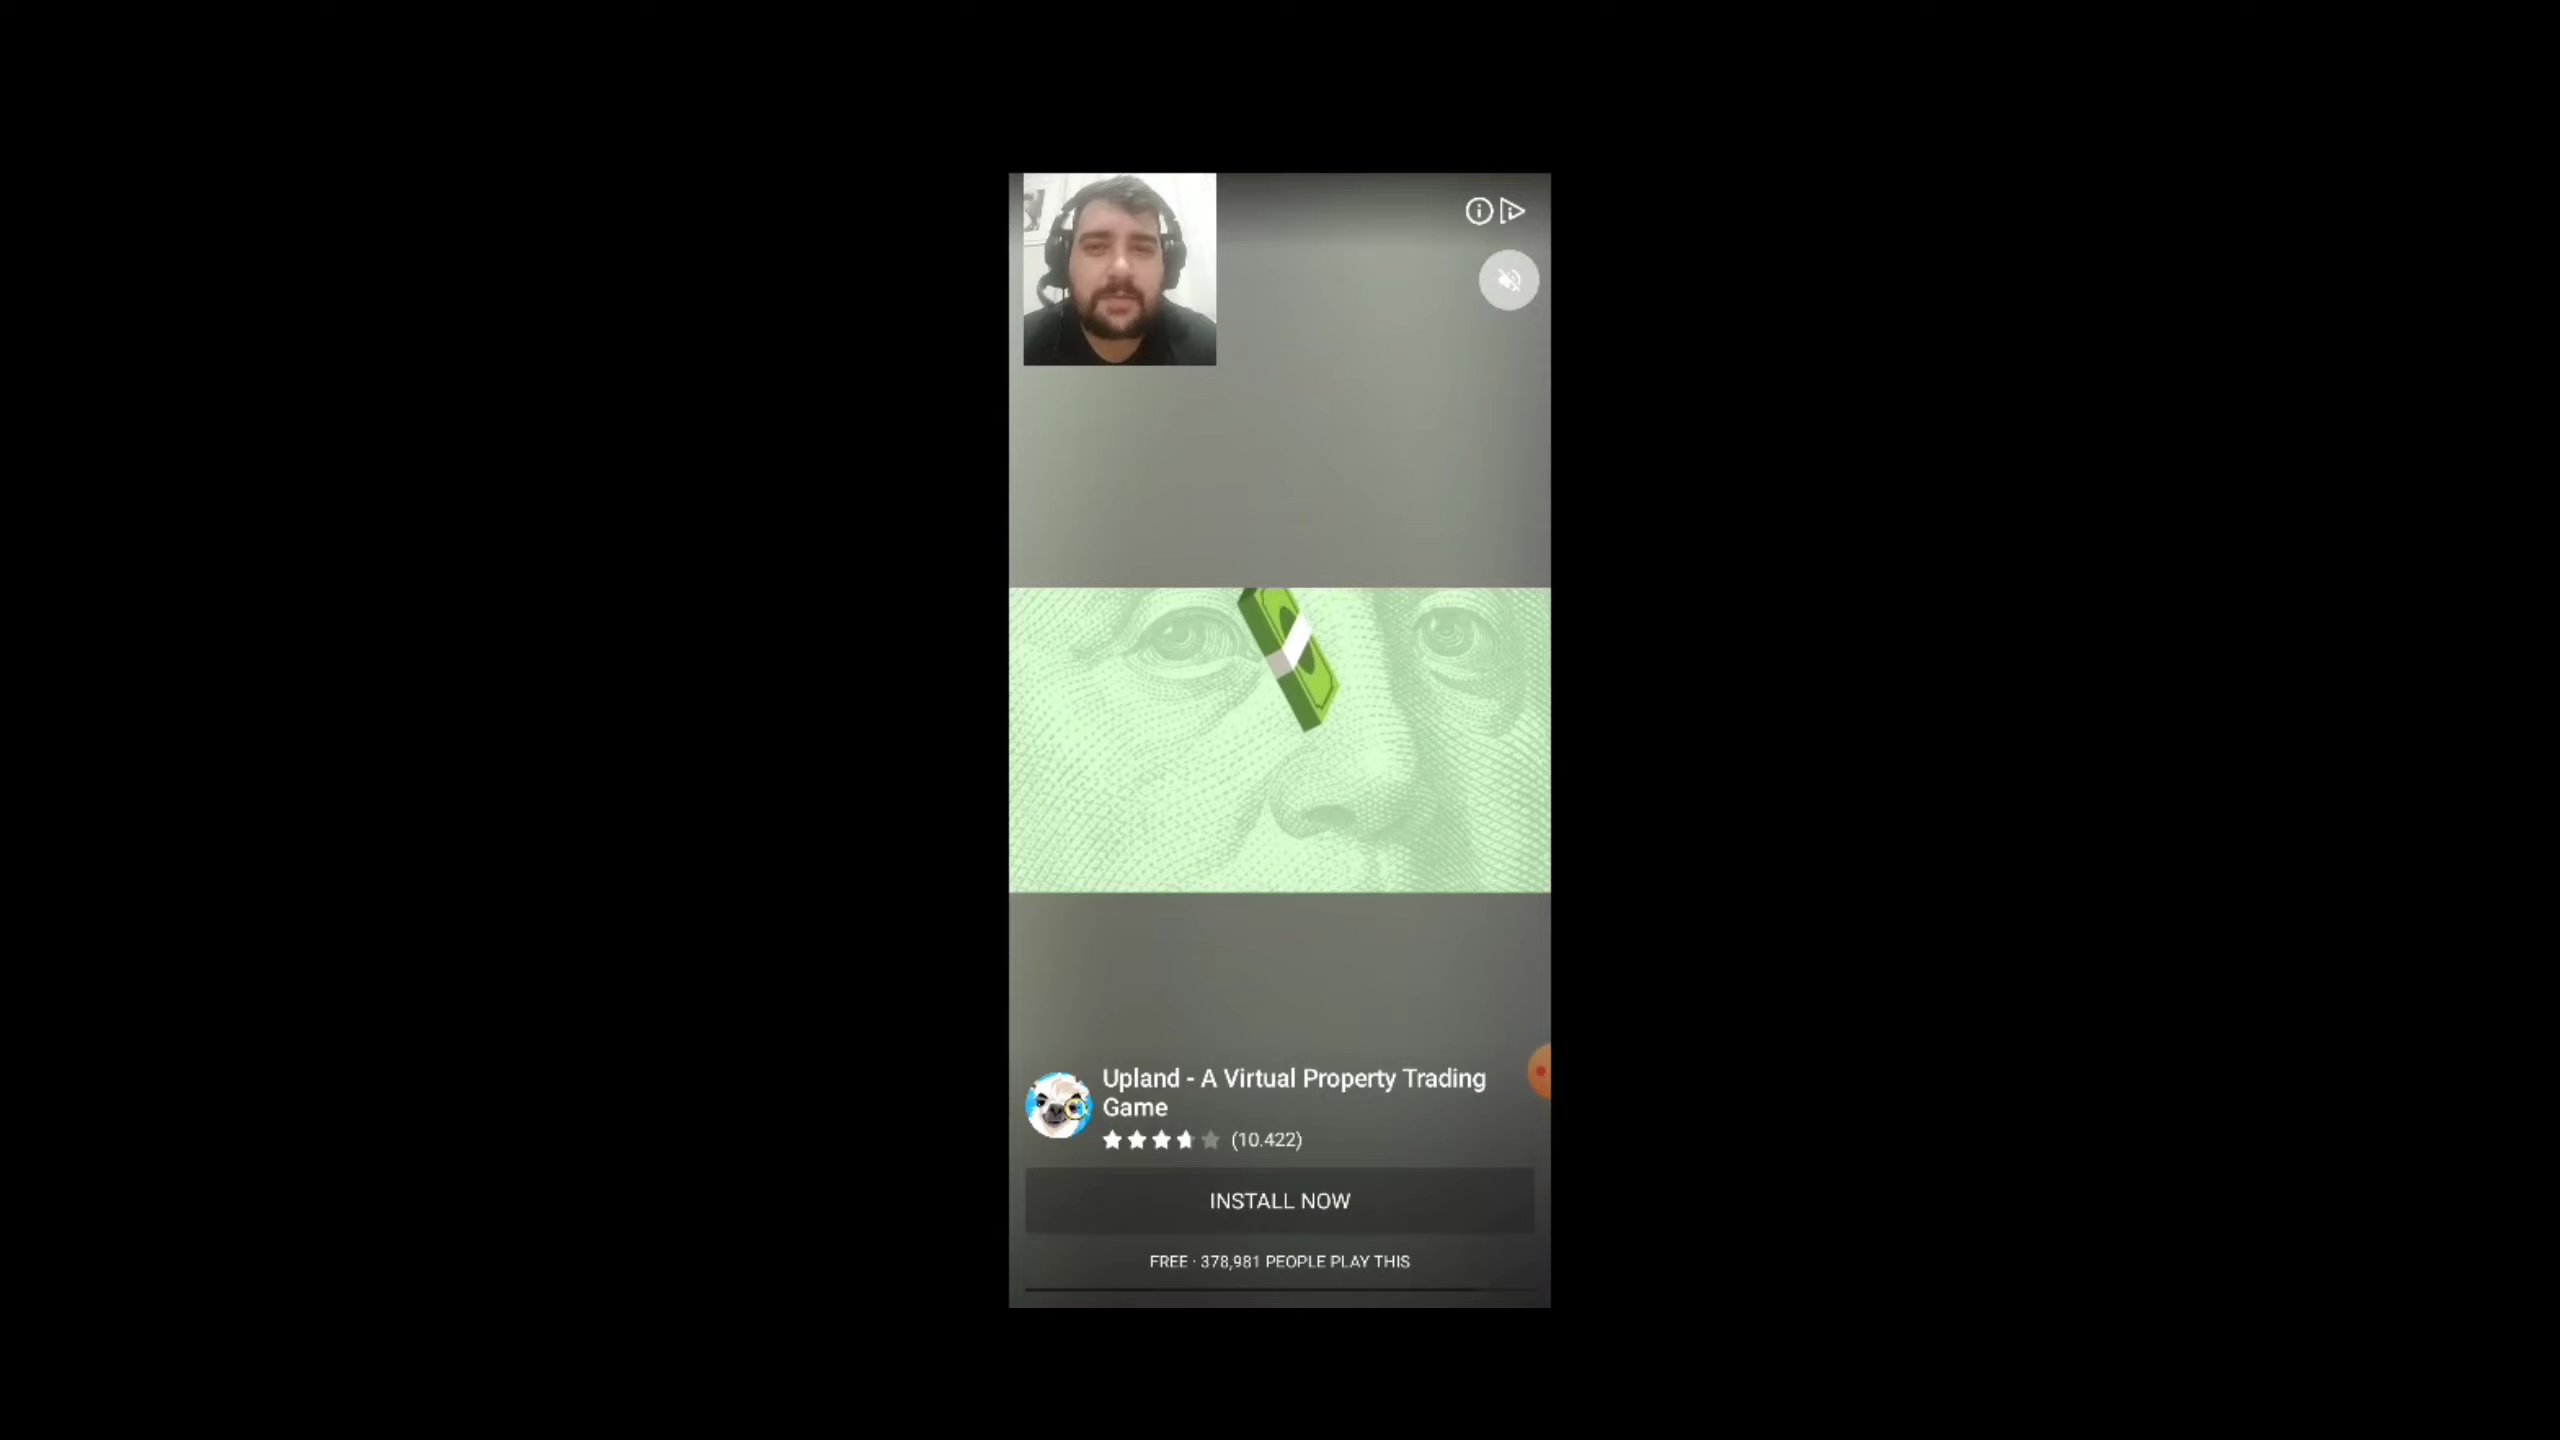 Upland - A Virtual Property Trading
Game
(10.422)
INSTALL NOW
FREE · 378,981 PEOPLE PLAY THIS